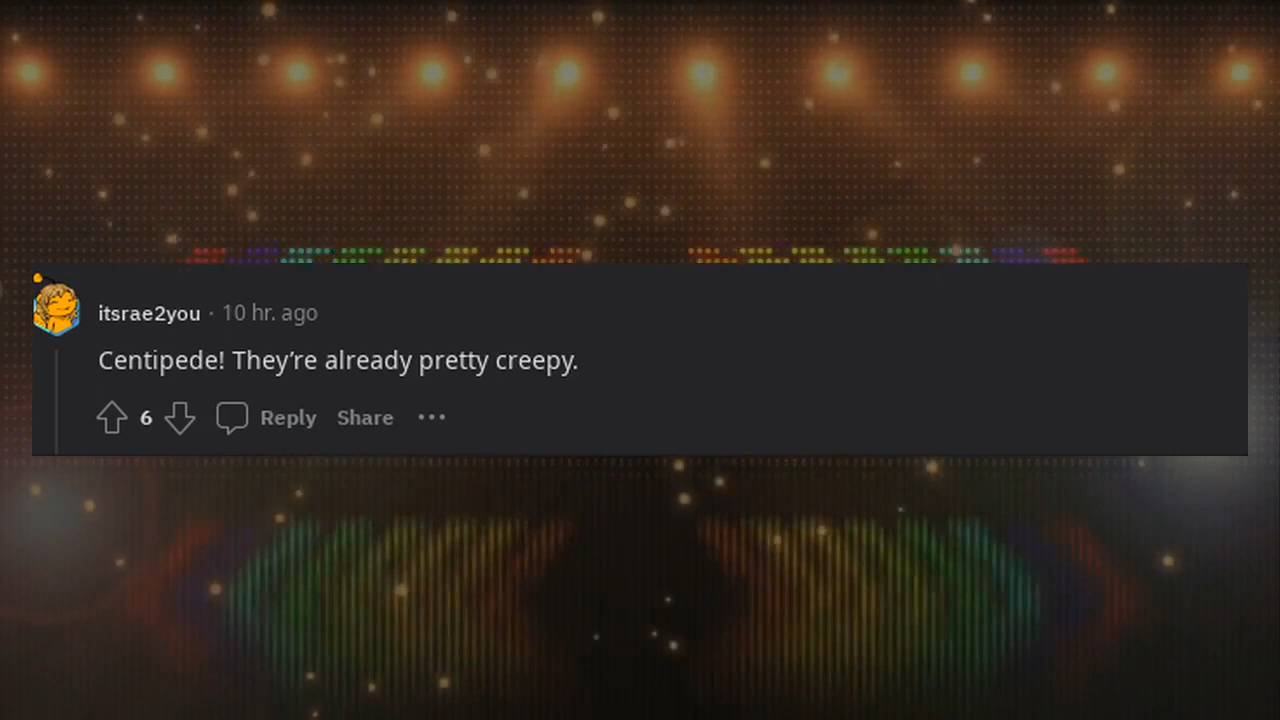 itsrae2you · 10 hr. ago
Centipede! They’re already pretty creepy.
6 Reply Share ···